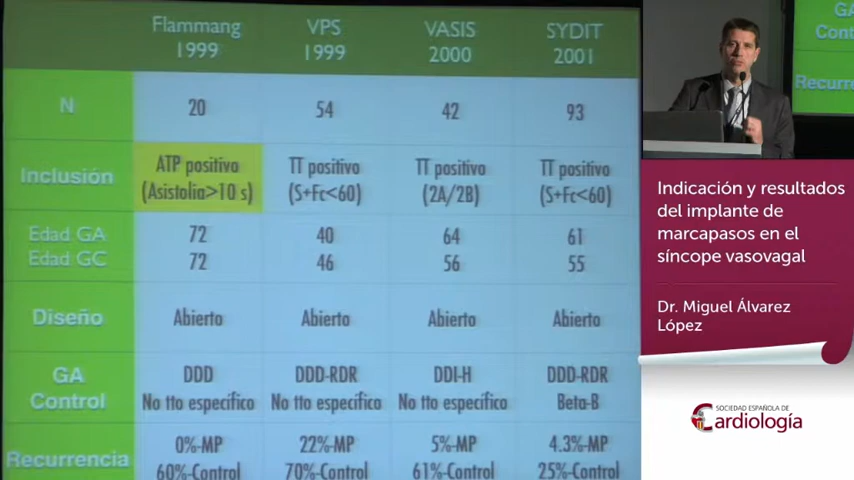 Flammang 1999
VPS 1999
VASIS 2000
SYDIT 2001
N
20
54
42
93
Inclusión
ATP positivo
(Asistolia>10 s)
TT positivo
(S+Fc<60)
TT positivo
(2A/2B)
TT positivo
(S+Fc<60)
Edad GA
72
40
64
61
Edad GC
72
46
56
55
Diseño
Abierto
Abierto
Abierto
Abierto
GA
DDD
DDD-RDR
DDI-H
DDD-RDR
Control
No tto específico
No tto específico
No tto específico
Beta-B
Recurrencia
0%-MP
22%-MP
5%-MP
4.3%-MP
60%-Control
70%-Control
61%-Control
25%-Control
GA
Cont
Recurre
Indicación y resultados
del implante de
marcapasos en el
síncope vasovagal
Dr. Miguel Álvarez
López
SOCIEDAD ESPAÑOLA DE
Cardiología